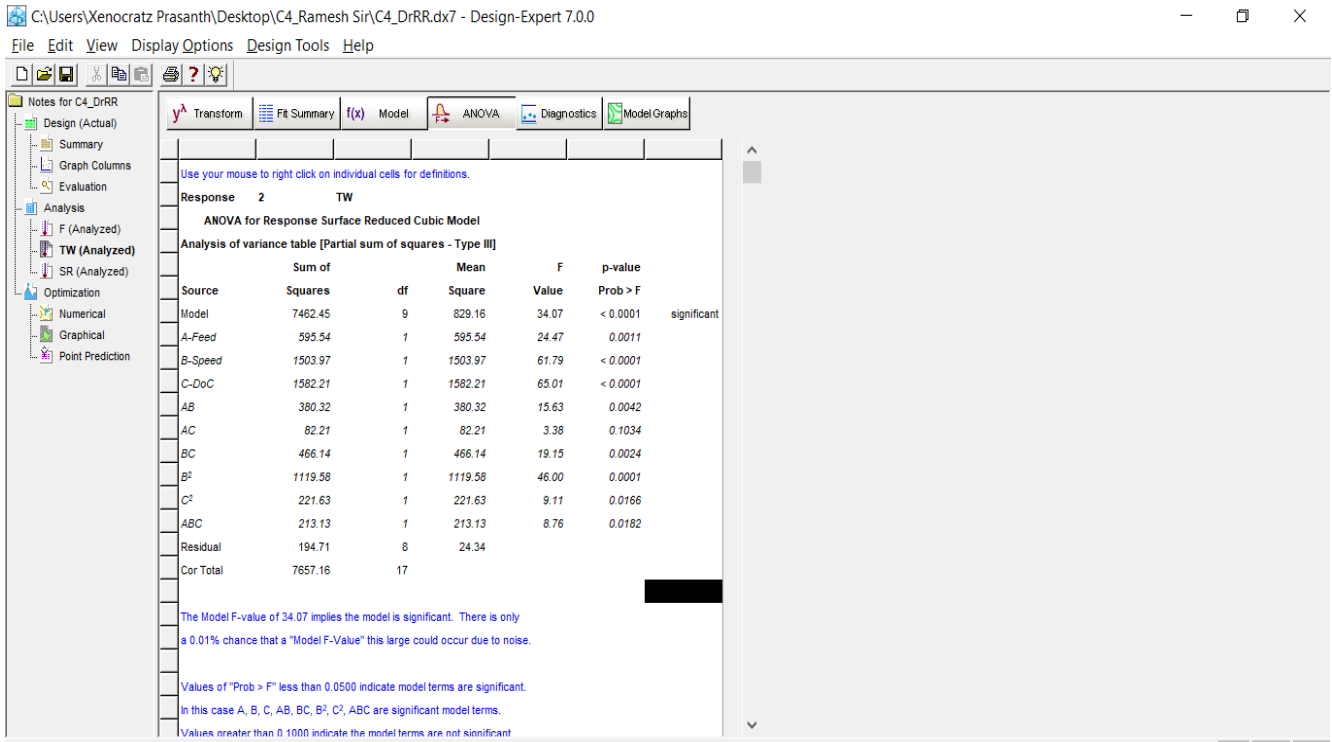 C:\Users\Xenocratz Prasanth\Desktop\C4_Ramesh Sir\C4_DrRR.dx7 - Design-Expert 7.0.0
File Edit View Display Options Design Tools Help
Notes for C4_DrRR
Design (Actual)
Summary
Graph Columns
Evaluation
Analysis
F (Analyzed)
TW (Analyzed)
SR (Analyzed)
Optimization
Numerical
Graphical
Point Prediction
yλ Transform Fit Summary f(x) Model ANOVA Diagnostics Model Graphs
Use your mouse to right click on individual cells for definitions.
Response 2 TW
ANOVA for Response Surface Reduced Cubic Model
Analysis of variance table [Partial sum of squares - Type III]
Sum of Mean F p-value
Source Squares df Square Value Prob > F
Model 7462.45 9 829.16 34.07 < 0.0001 significant
A-Feed 595.54 1 595.54 24.47 0.0011
B-Speed 1503.97 1 1503.97 61.79 < 0.0001
C-DoC 1582.21 1 1582.21 65.01 < 0.0001
AB 380.32 1 380.32 15.63 0.0042
AC 82.21 1 82.21 3.38 0.1034
BC 466.14 1 466.14 19.15 0.0024
B² 1119.58 1 1119.58 46.00 0.0001
C² 221.63 1 221.63 9.11 0.0166
ABC 213.13 1 213.13 8.76 0.0182
Residual 194.71 8 24.34
Cor Total 7657.16 17
The Model F-value of 34.07 implies the model is significant. There is only
a 0.01% chance that a "Model F-Value" this large could occur due to noise.
Values of "Prob > F" less than 0.0500 indicate model terms are significant.
In this case A, B, C, AB, BC, B², C², ABC are significant model terms.
Values greater than 0.1000 indicate the model terms are not significant